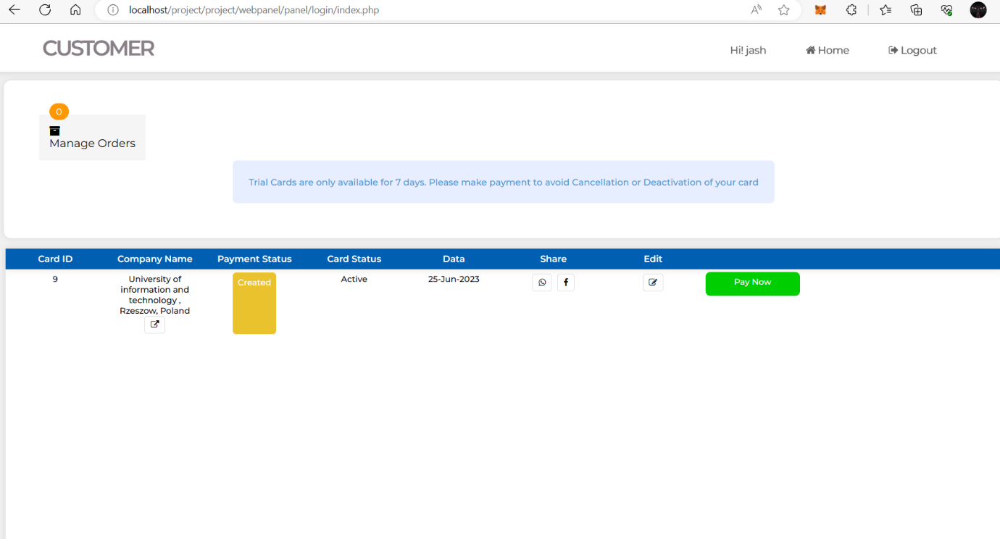 localhost/project/project/webpanel/panel/login/index.php
CUSTOMER
Hi! jash
Home
Logout
0
Manage Orders
Trial Cards are only available for 7 days. Please make payment to avoid Cancellation or Deactivation of your card
Card ID Company Name Payment Status Card Status Data Share Edit
9
University of
information and
technology ,
Rzeszow, Poland
Created
Active
25-Jun-2023
Pay Now